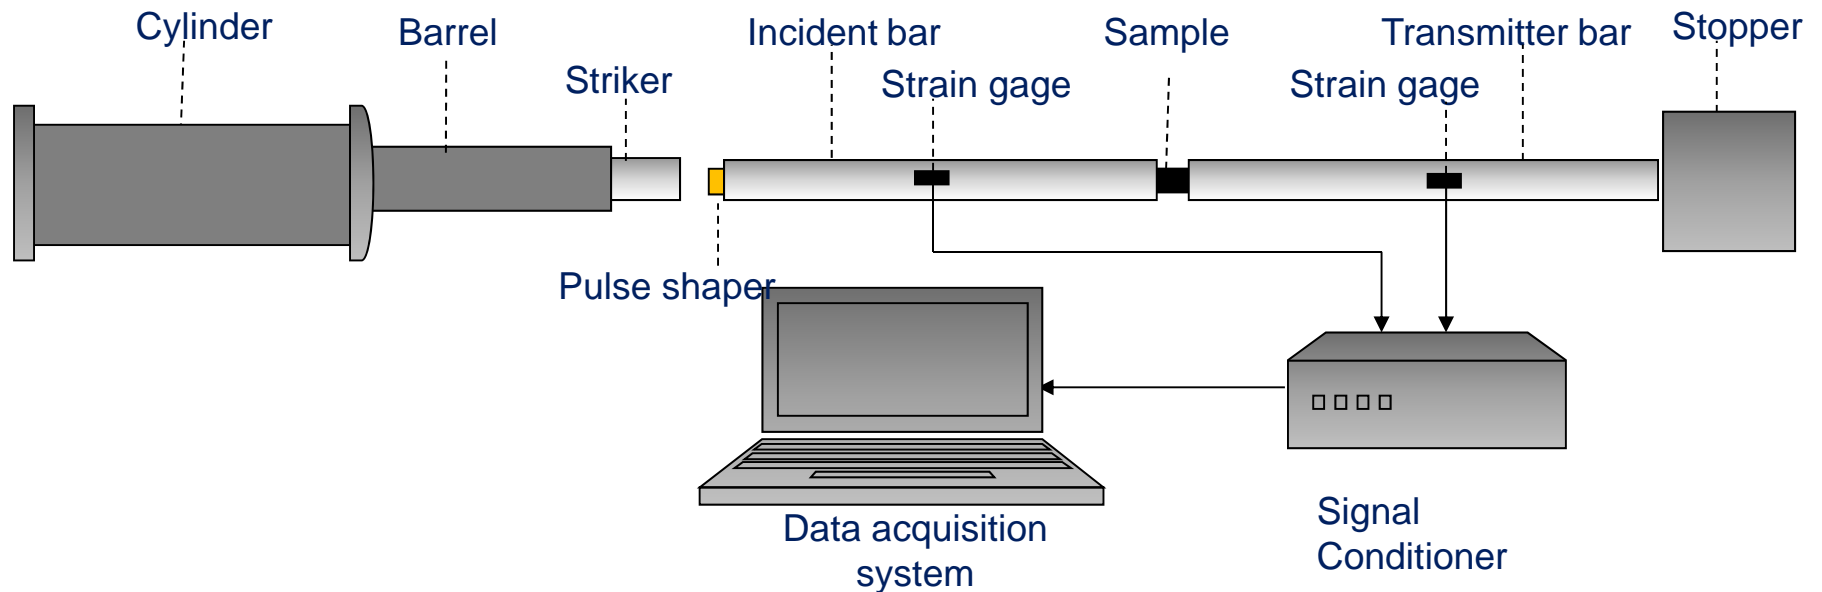 Cylinder
Barrel
Incident bar
Sample
Transmitter bar
Stopper
Striker
Strain gage
Strain gage
Pulse shaper
Data acquisition
system
Signal
Conditioner